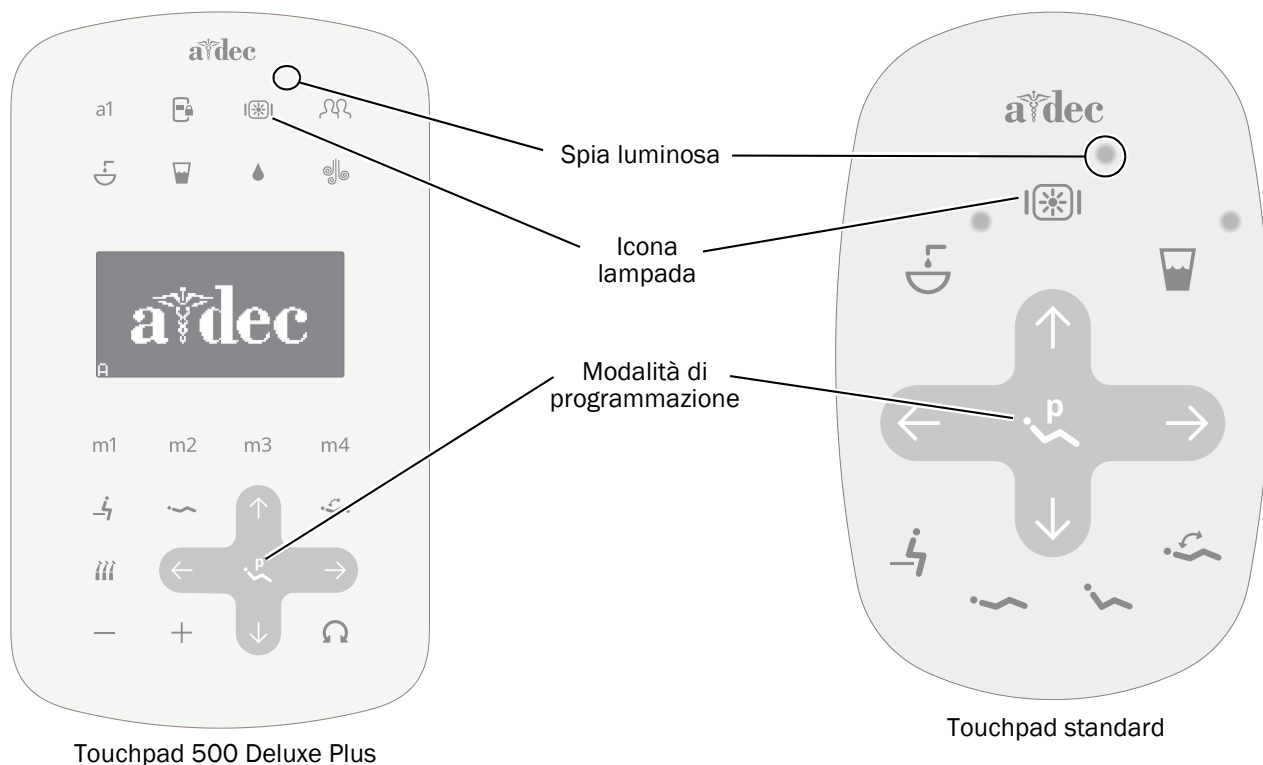 a dec
a1
a dec
A
m1 m2 m3 m4
p
Touchpad 500 Deluxe Plus
Spia luminosa
Icona
lampada
Modalità di
programmazione
a dec
p
Touchpad standard